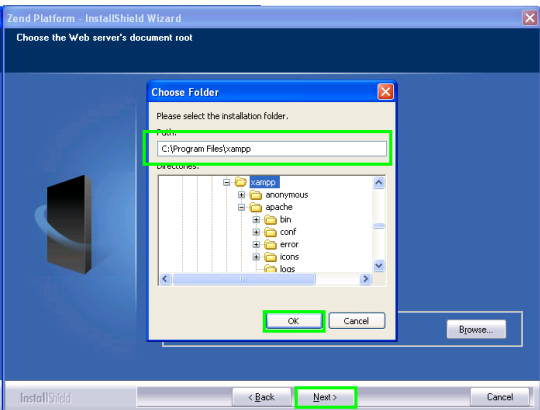 Zend Platform - InstallShield Wizard
Choose the Web server's document root
Choose Folder
Please select the installation folder.
Path:
C:\Program Files\xampp
Directories:
xampp
anonymous
apache
bin
conf
error
icons
logs
OK
Cancel
Browse...
InstallShield
< Back
Next >
Cancel